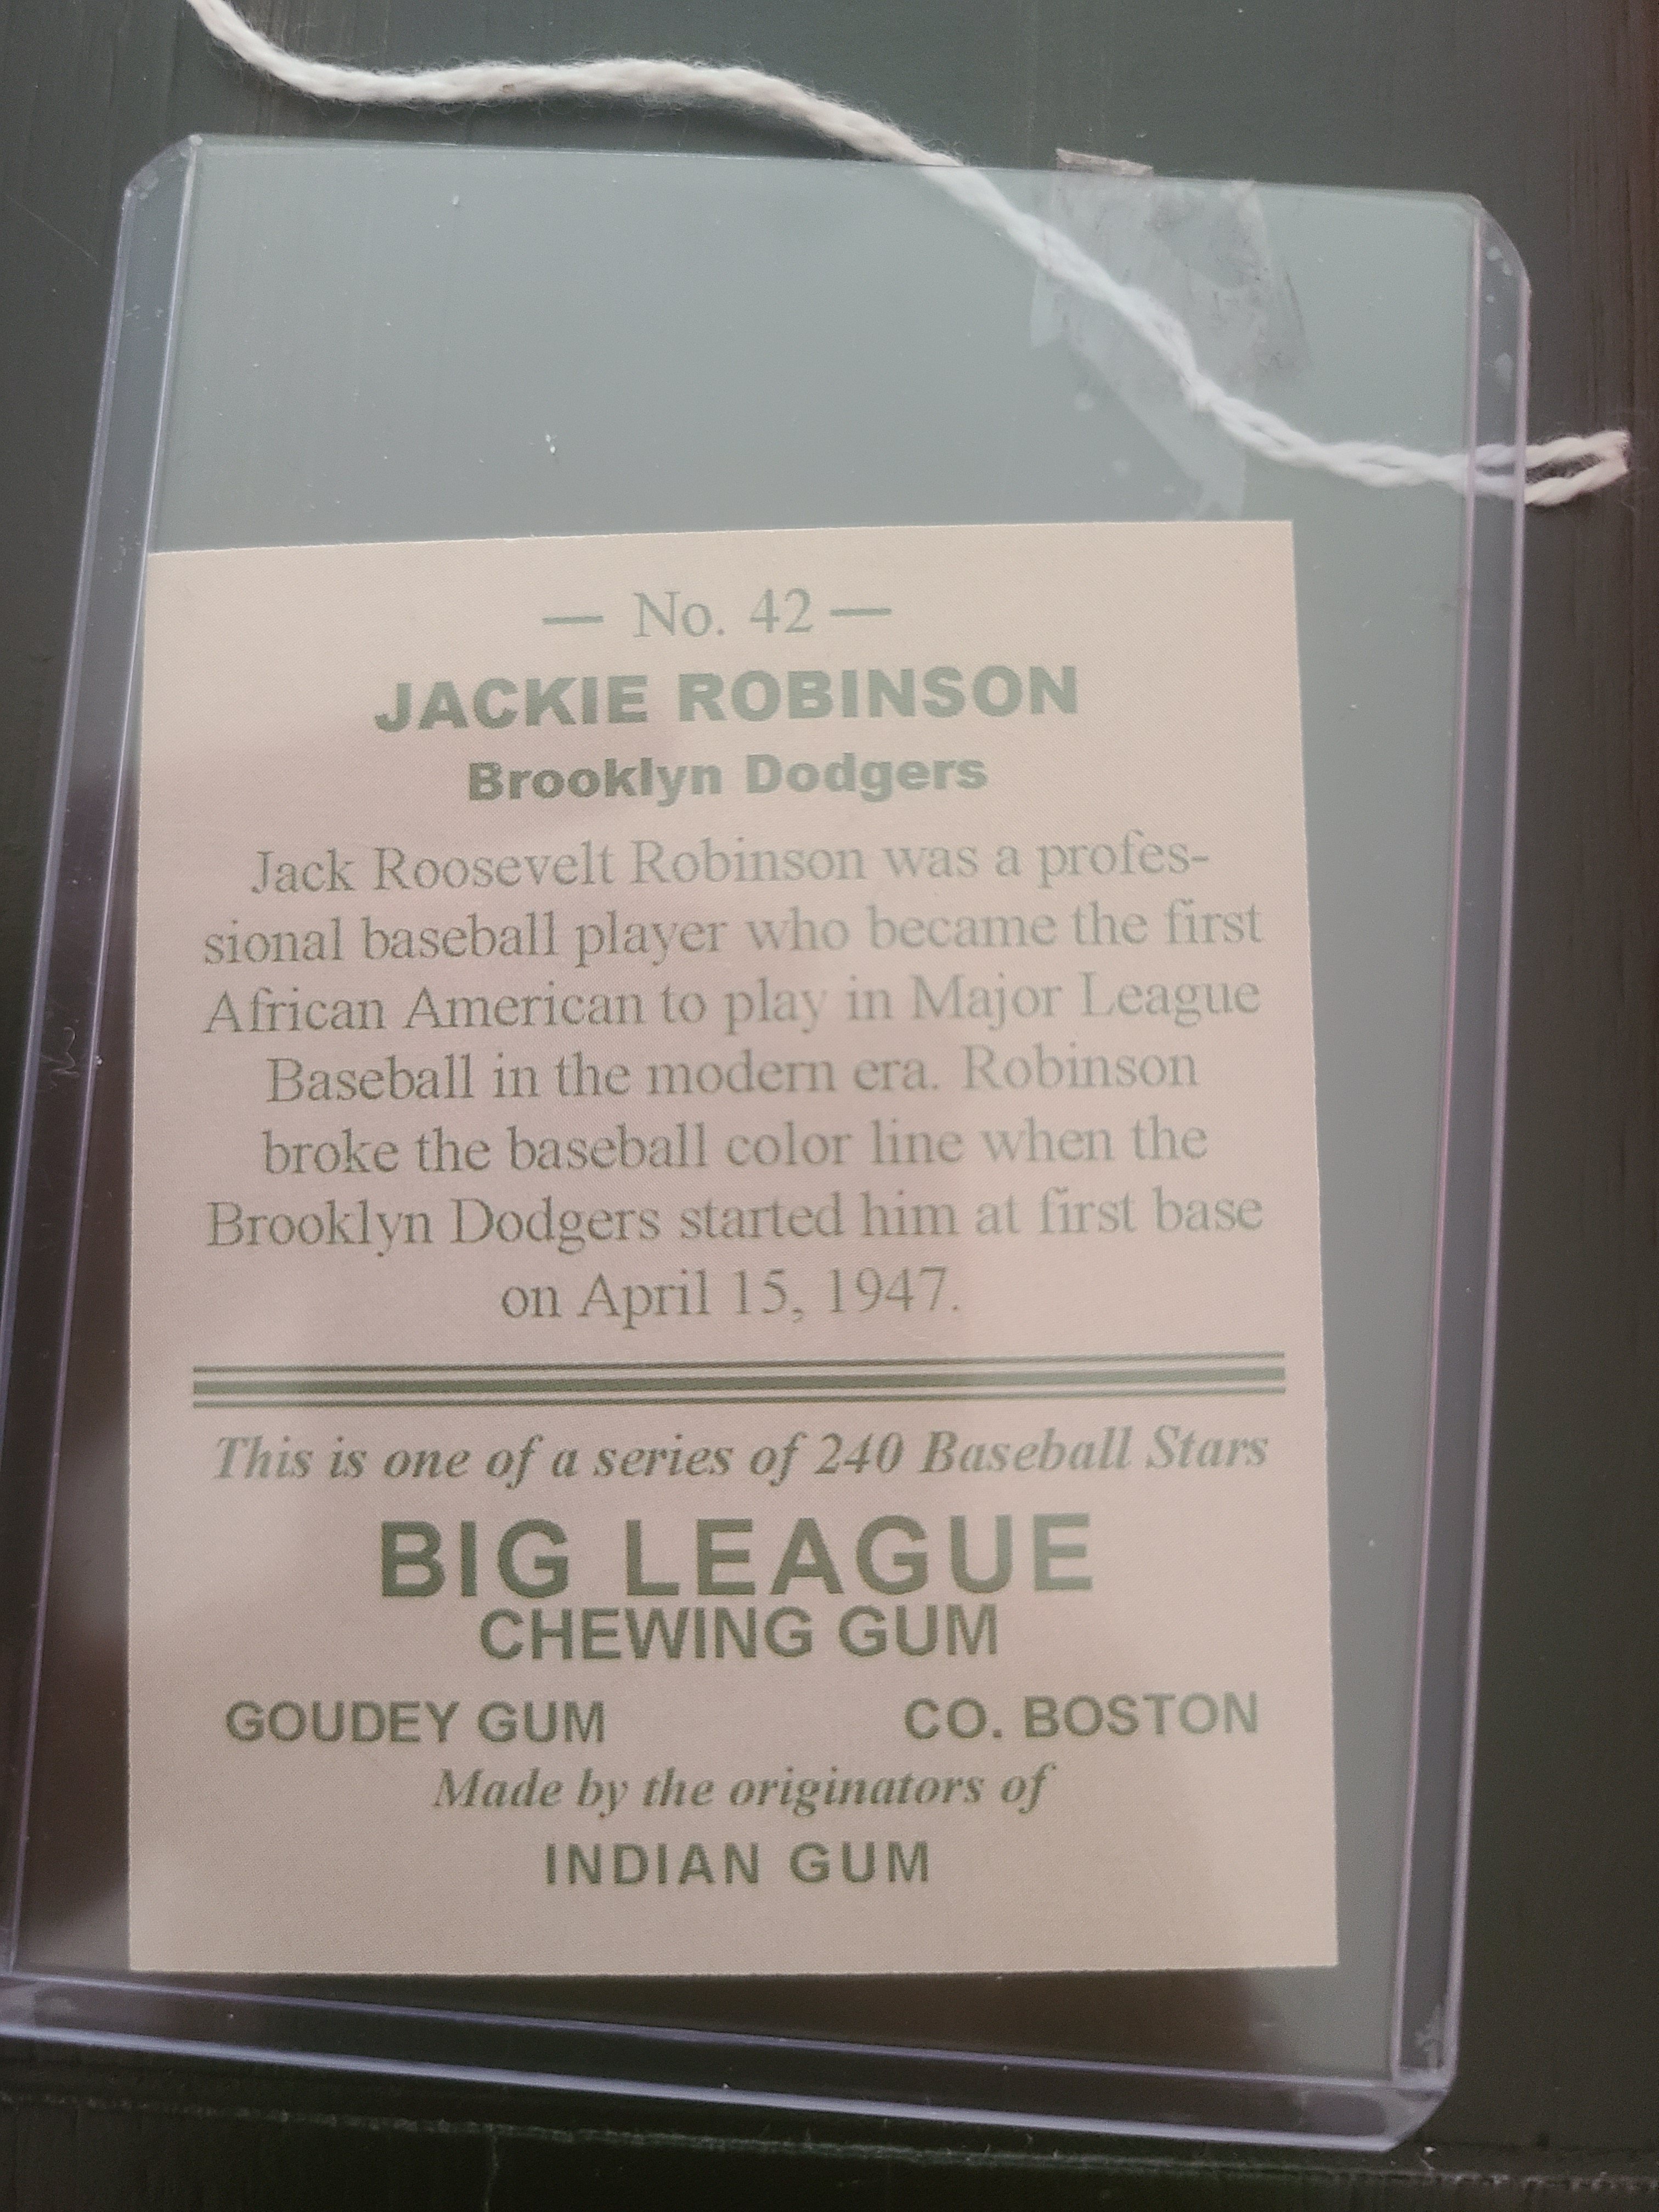 — No. 42 —
JACKIE ROBINSON
Brooklyn Dodgers
Jack Roosevelt Robinson was a profes-
sional baseball player who became the first
African American to play in Major League
Baseball in the modern era. Robinson
broke the baseball color line when the
Brooklyn Dodgers started him at first base
on April 15, 1947.
This is one of a series of 240 Baseball Stars
BIG LEAGUE
CHEWING GUM
GOUDEY GUM CO. BOSTON
Made by the originators of
INDIAN GUM